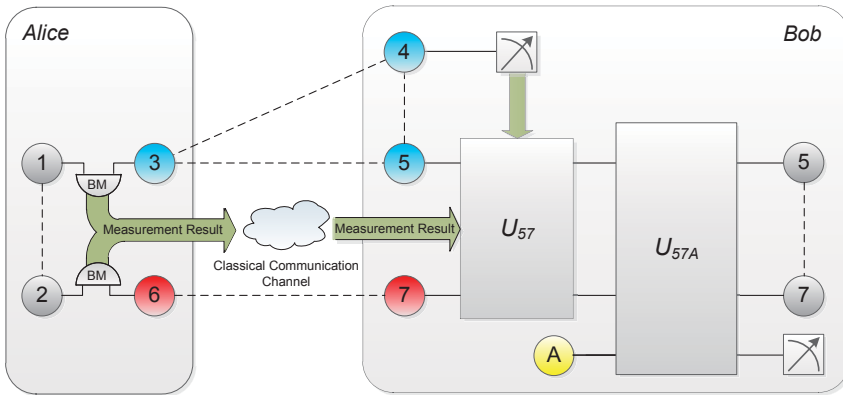 Alice
Bob
4
1
BM
3
5
5
Measurement Result
Measurement Result
U57
U57A
Classical Communication
Channel
2
BM
6
7
7
A